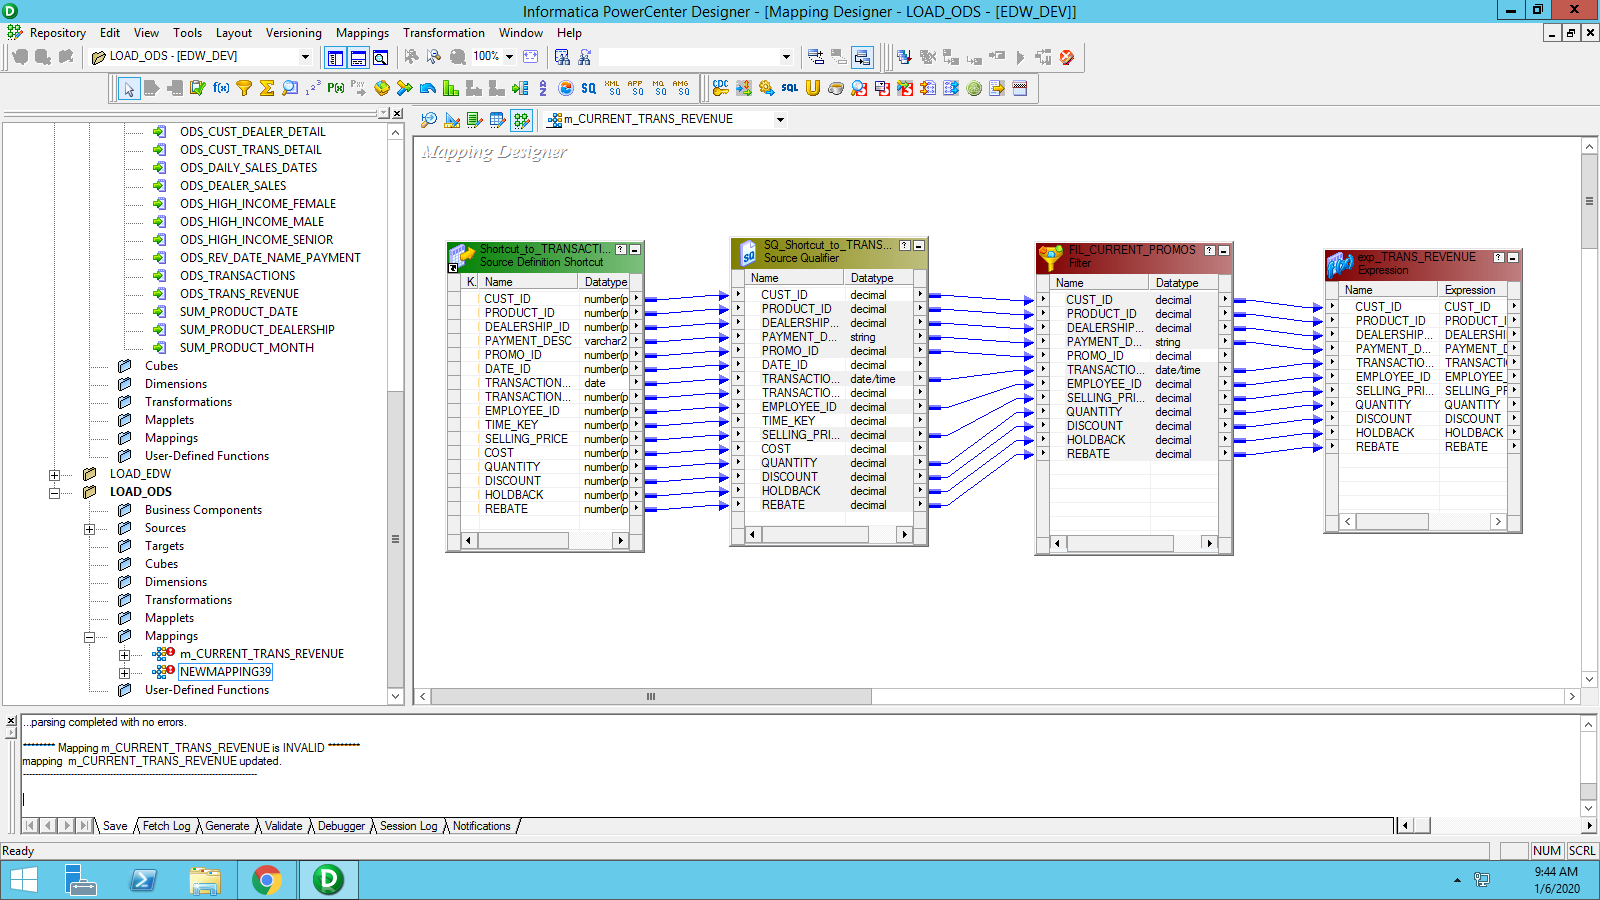 Informatica PowerCenter Designer - [Mapping Designer - LOAD_ODS - [EDW_DEV]]
Repository Edit View Tools Layout Versioning Mappings Transformation Window Help
LOAD_ODS - [EDW_DEV]
100%
m_CURRENT_TRANS_REVENUE
ODS_CUST_DEALER_DETAIL
ODS_CUST_TRANS_DETAIL
ODS_DAILY_SALES_DATES
ODS_DEALER_SALES
ODS_HIGH_INCOME_FEMALE
ODS_HIGH_INCOME_MALE
ODS_HIGH_INCOME_SENIOR
ODS_REV_DATE_NAME_PAYMENT
ODS_TRANSACTIONS
ODS_TRANS_REVENUE
SUM_PRODUCT_DATE
SUM_PRODUCT_DEALERSHIP
SUM_PRODUCT_MONTH
Cubes
Dimensions
Transformations
Mapplets
Mappings
User-Defined Functions
LOAD_EDW
LOAD_ODS
Business Components
Sources
Targets
Cubes
Dimensions
Transformations
Mapplets
Mappings
m_CURRENT_TRANS_REVENUE
NEWMAPPING39
User-Defined Functions
Mapping Designer
Shortcut_to_TRANSACTI...
Source Definition Shortcut
K. Name Datatype
CUST_ID number(p
PRODUCT_ID number(p
DEALERSHIP_ID number(p
PAYMENT_DESC varchar2
PROMO_ID number(p
DATE_ID number(p
TRANSACTION... date
TRANSACTION... number(p
EMPLOYEE_ID number(p
TIME_KEY number(p
SELLING_PRICE number(p
COST number(p
QUANTITY number(p
DISCOUNT number(p
HOLDBACK number(p
REBATE number(p
SQ_Shortcut_to_TRANS...
Source Qualifier
Name Datatype
CUST_ID decimal
PRODUCT_ID decimal
DEALERSHIP... decimal
PAYMENT_D... string
PROMO_ID decimal
DATE_ID decimal
TRANSACTIO... date/time
TRANSACTIO... decimal
EMPLOYEE_ID decimal
TIME_KEY decimal
SELLING_PRI... decimal
COST decimal
QUANTITY decimal
DISCOUNT decimal
HOLDBACK decimal
REBATE decimal
FIL_CURRENT_PROMOS
Filter
Name Datatype
CUST_ID decimal
PRODUCT_ID decimal
DEALERSHIP... decimal
PAYMENT_D... string
PROMO_ID decimal
TRANSACTIO... date/time
EMPLOYEE_ID decimal
SELLING_PRI... decimal
QUANTITY decimal
DISCOUNT decimal
HOLDBACK decimal
REBATE decimal
exp_TRANS_REVENUE
Expression
Name Expression
CUST_ID CUST_ID
PRODUCT_ID PRODUCT_I
DEALERSHIP... DEALERSHI
PAYMENT_D... PAYMENT_D
TRANSACTIO... TRANSACTI
EMPLOYEE_ID EMPLOYEE_
SELLING_PRI... SELLING_PF
QUANTITY QUANTITY
DISCOUNT DISCOUNT
HOLDBACK HOLDBACK
REBATE REBATE
...parsing completed with no errors.
******** Mapping m_CURRENT_TRANS_REVENUE is INVALID ********
mapping m_CURRENT_TRANS_REVENUE updated.
Save Fetch Log Generate Validate Debugger Session Log Notifications
Ready
NUM SCRL
9:44 AM
1/6/2020